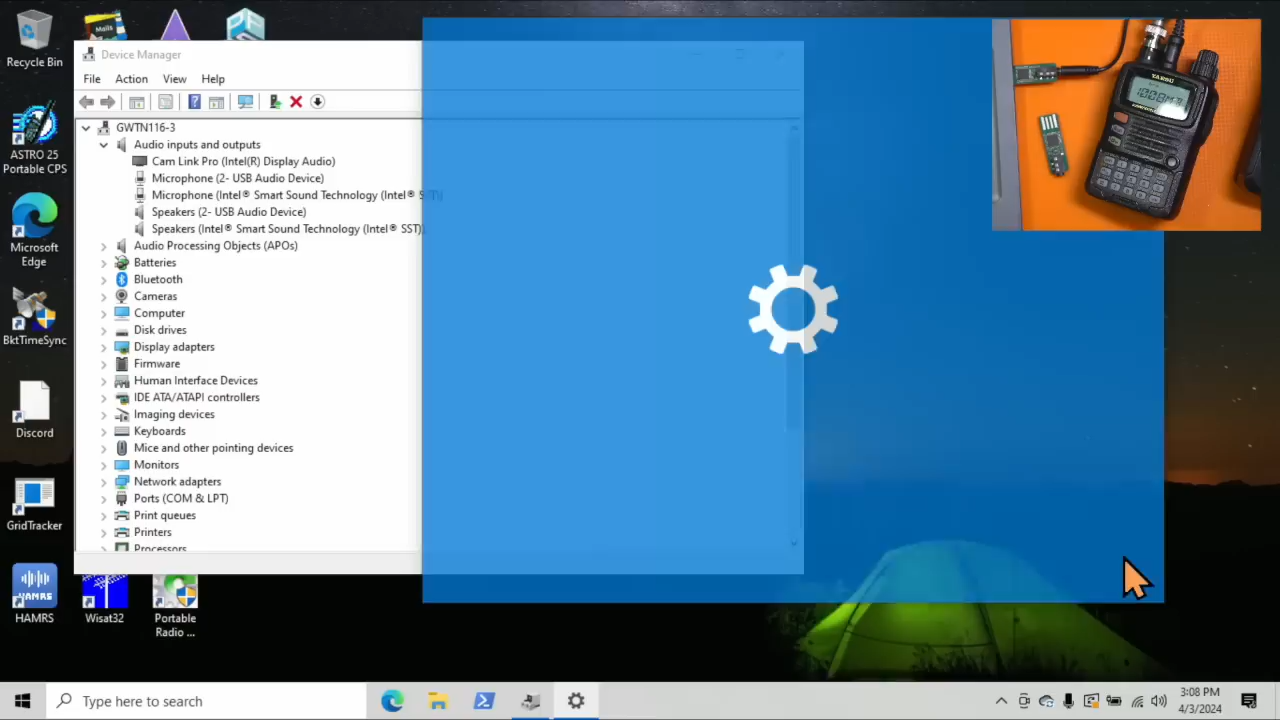 Recycle Bin
Mails
Device Manager
File Action View Help
GWTN116-3
Audio inputs and outputs
Cam Link Pro (Intel(R) Display Audio)
Microphone (2- USB Audio Device)
Microphone (Intel® Smart Sound Technology (Intel® SST))
Speakers (2- USB Audio Device)
Speakers (Intel® Smart Sound Technology (Intel® SST))
Audio Processing Objects (APOs)
Batteries
Bluetooth
Cameras
Computer
Disk drives
Display adapters
Firmware
Human Interface Devices
IDE ATA/ATAPI controllers
Imaging devices
Keyboards
Mice and other pointing devices
Monitors
Network adapters
Ports (COM & LPT)
Print queues
Printers
Processors
ASTRO 25
Portable CPS
Microsoft
Edge
BktTimeSync
Discord
GridTracker
HAMRS
HAMRS
Wisat32
Portable
Radio ...
YAESU
Type here to search
3:08 PM
4/3/2024